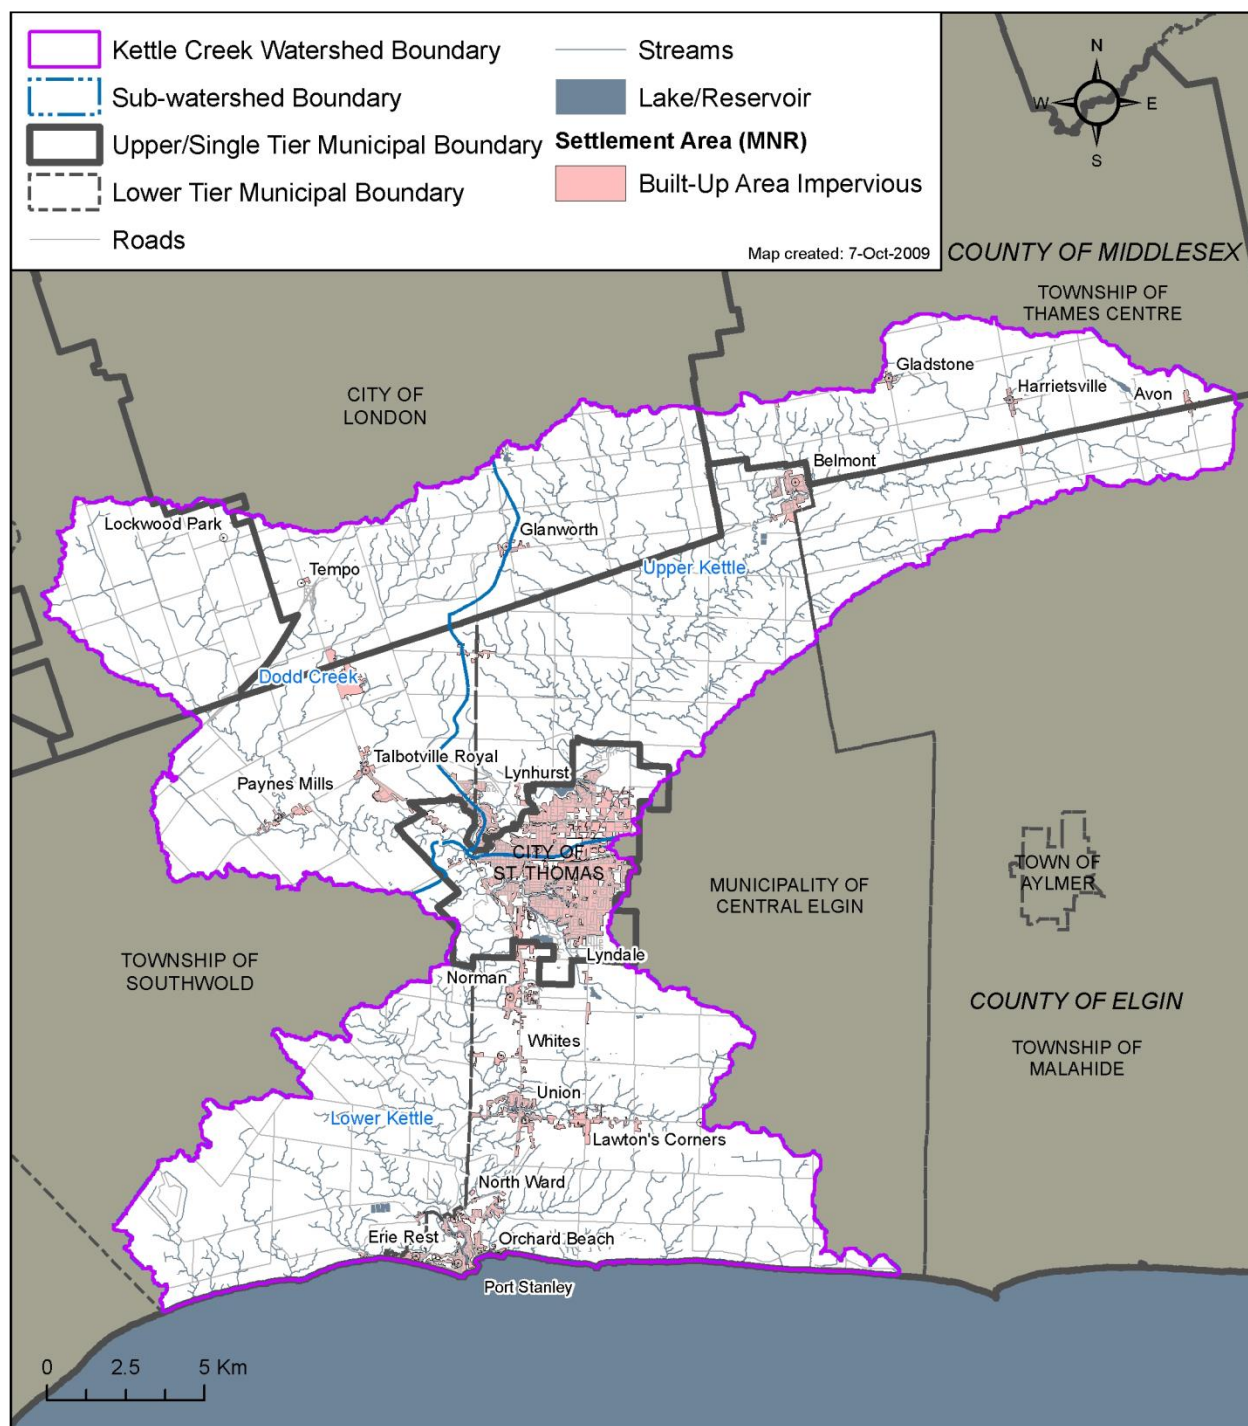 Kettle Creek Watershed Boundary
Sub-watershed Boundary
Upper/Single Tier Municipal Boundary
Lower Tier Municipal Boundary
Roads
Streams
Lake/Reservoir
Settlement Area (MNR)
Built-Up Area Impervious
Map created: 7-Oct-2009
N
W
E
S
COUNTY OF MIDDLESEX
TOWNSHIP OF
THAMES CENTRE
Gladstone
Harrietsville
Avon
CITY OF
LONDON
Belmont
Lockwood Park
Glanworth
Tempo
Upper Kettle
Dodd Creek
Talbotville Royal
Lynhurst
Paynes Mills
CITY OF
ST. THOMAS
MUNICIPALITY OF
CENTRAL ELGIN
TOWN OF
AYLMER
TOWNSHIP OF
SOUTHWOLD
Lyndale
Norman
COUNTY OF ELGIN
Whites
TOWNSHIP OF
MALAHIDE
Union
Lower Kettle
Lawton's Corners
North Ward
Erie Rest
Orchard Beach
Port Stanley
0 2.5 5 Km